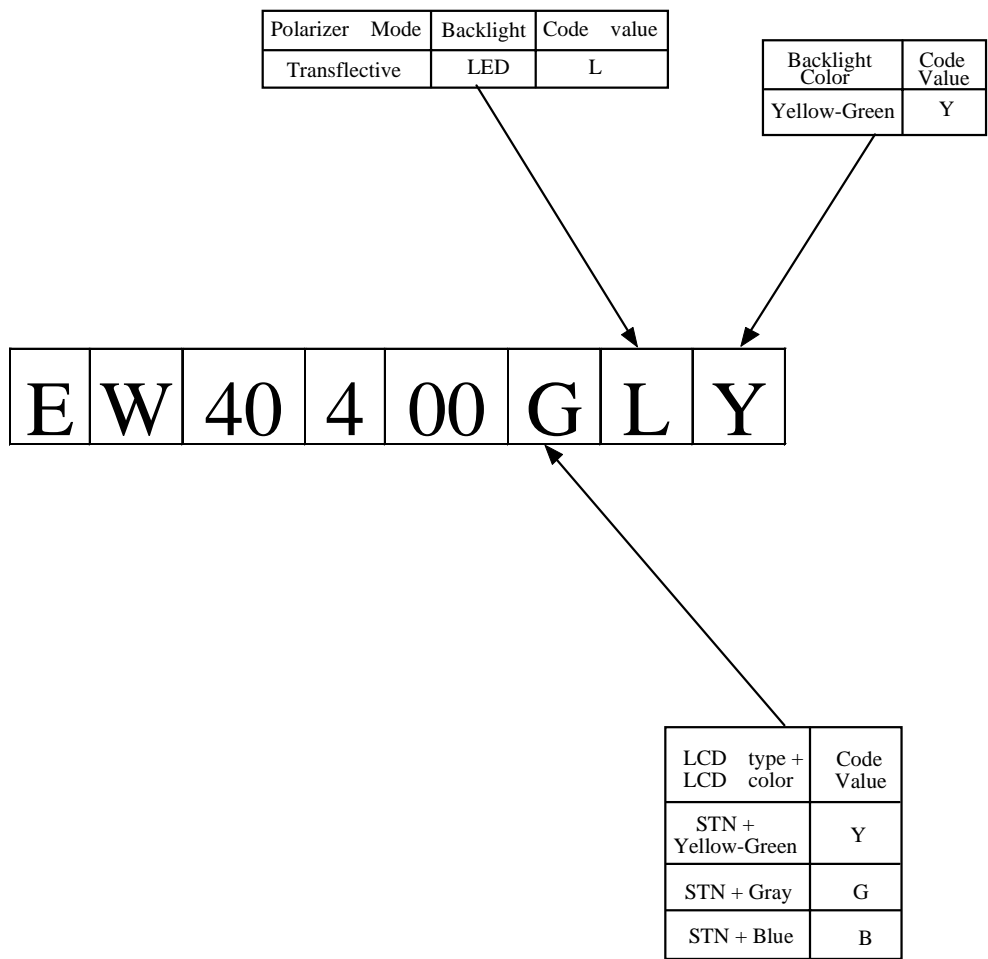 Polarizer Mode Backlight Code value
Transflective LED L
Backlight Color Code Value
Yellow-Green Y
E W 40 4 00 G L Y
LCD type + LCD color Code Value
STN + Yellow-Green Y
STN + Gray G
STN + Blue B